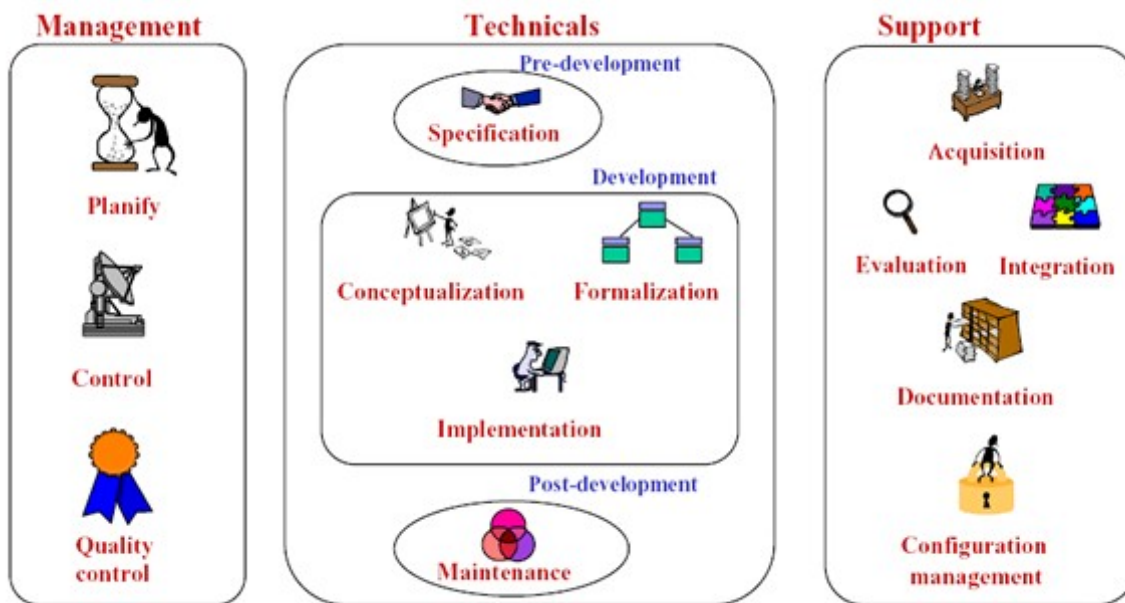 Management
Planify
Control
Quality
control
Technicals
Pre-development
Specification
Development
Conceptualization
Formalization
Implementation
Post-development
Maintenance
Support
Acquisition
Evaluation
Integration
Documentation
Configuration
management